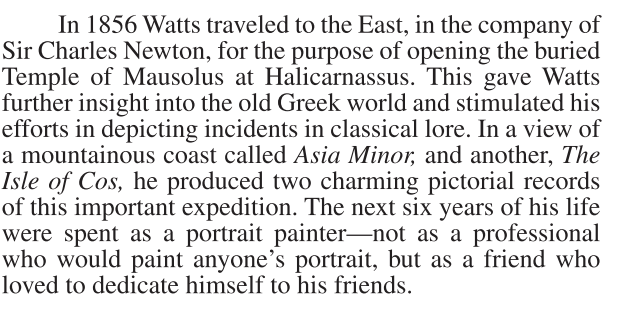 In 1856 Watts traveled to the East, in the company of
Sir Charles Newton, for the purpose of opening the buried
Temple of Mausolus at Halicarnassus. This gave Watts
further insight into the old Greek world and stimulated his
efforts in depicting incidents in classical lore. In a view of
a mountainous coast called Asia Minor, and another, The
Isle of Cos, he produced two charming pictorial records
of this important expedition. The next six years of his life
were spent as a portrait painter—not as a professional
who would paint anyone’s portrait, but as a friend who
loved to dedicate himself to his friends.